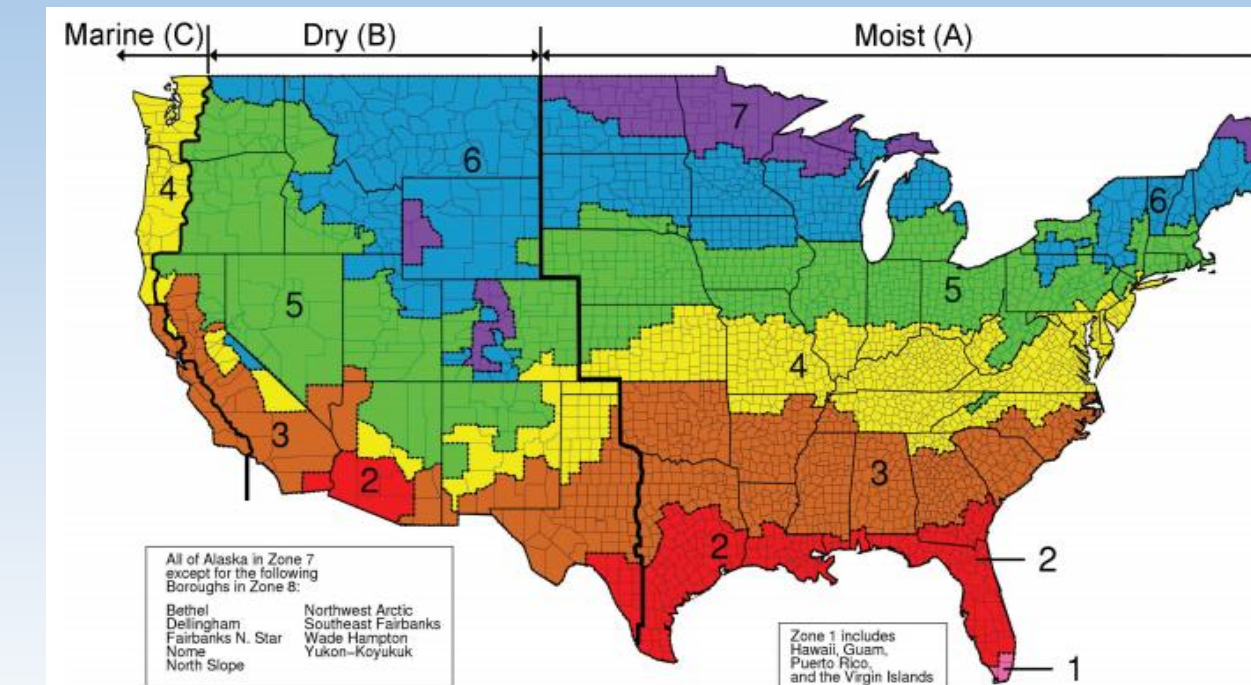 Marine (C)
Dry (B)
Moist (A)
7
6
6
4
5
5
4
3
3
2
2
2
1
All of Alaska in Zone 7
except for the following
Boroughs in Zone 8:
Bethel
Dellingham
Fairbanks N. Star
Nome
North Slope
Northwest Arctic
Southeast Fairbanks
Wade Hampton
Yukon-Koyukuk
Zone 1 includes
Hawaii, Guam,
Puerto Rico,
and the Virgin Islands